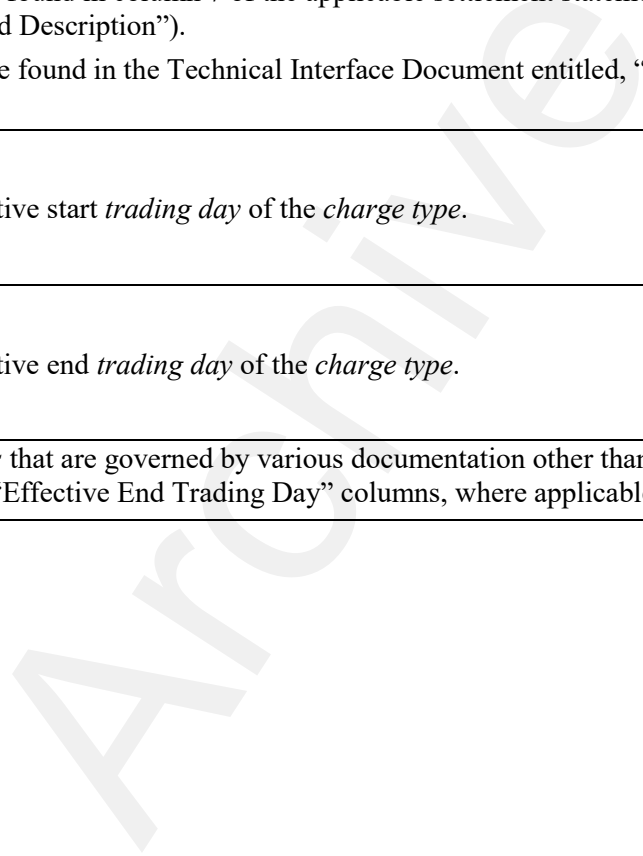 d Description”).
e found in the Technical Interface Document entitled, “
tive start trading day of the charge type.
tive end trading day of the charge type.
that are governed by various documentation other than
“Effective End Trading Day” columns, where applicable
Archive